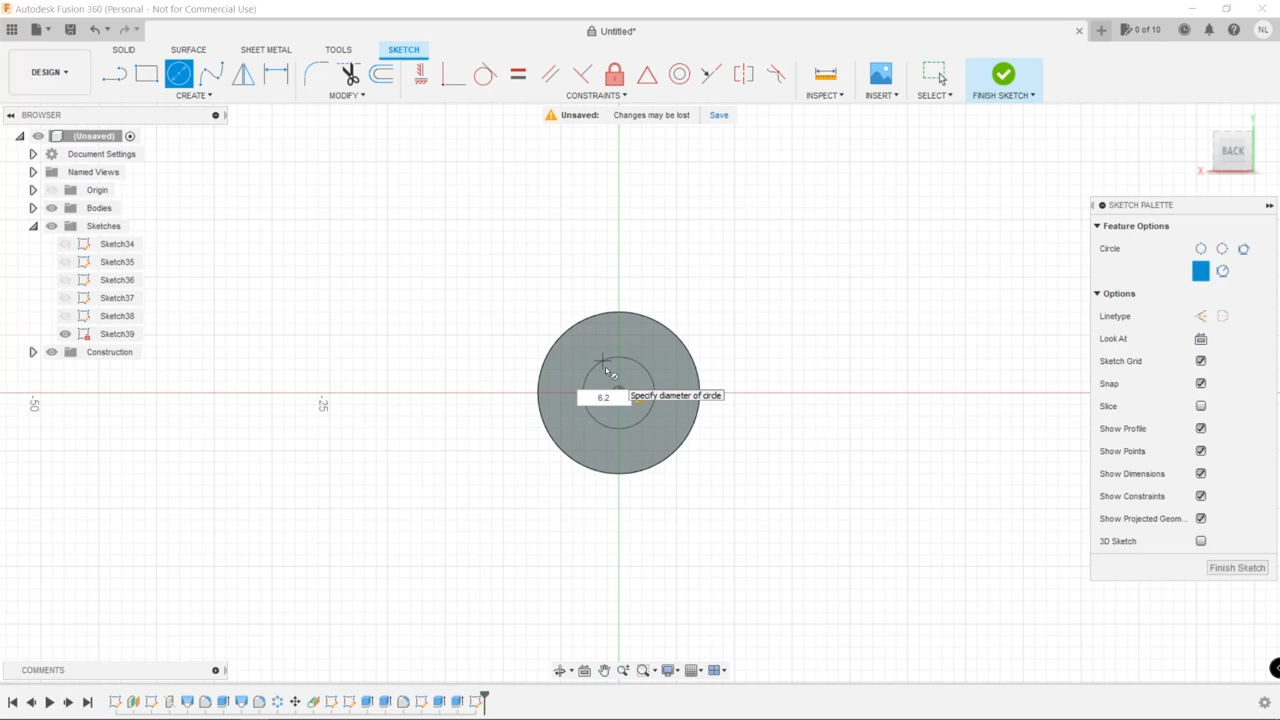 Autodesk Fusion 360 (Personal - Not for Commercial Use)
Untitled*
0 of 10
NL
SOLID
SURFACE
SHEET METAL
TOOLS
SKETCH
DESIGN
CREATE
MODIFY
CONSTRAINTS
INSPECT
INSERT
SELECT
FINISH SKETCH
BROWSER
Unsaved: Changes may be lost Save
(Unsaved)
Document Settings
Named Views
Origin
Bodies
Sketches
Sketch34
Sketch35
Sketch36
Sketch37
Sketch38
Sketch39
Construction
Y
BACK
X
-50
-25
6.2
Specify diameter of circle
SKETCH PALETTE
Feature Options
Circle
Options
Linetype
Look At
Sketch Grid
Snap
Slice
Show Profile
Show Points
Show Dimensions
Show Constraints
Show Projected Geom...
3D Sketch
Finish Sketch
COMMENTS